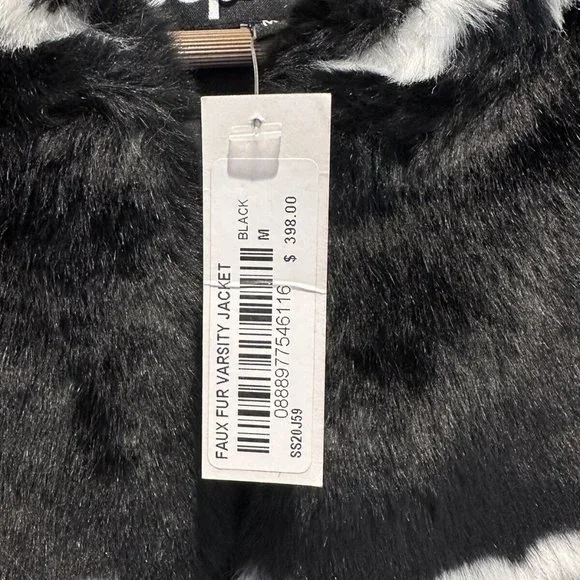 FAUX FUR VARSITY JACKET
BLACK
M
$ 398.00
0888977546116
SS20J59